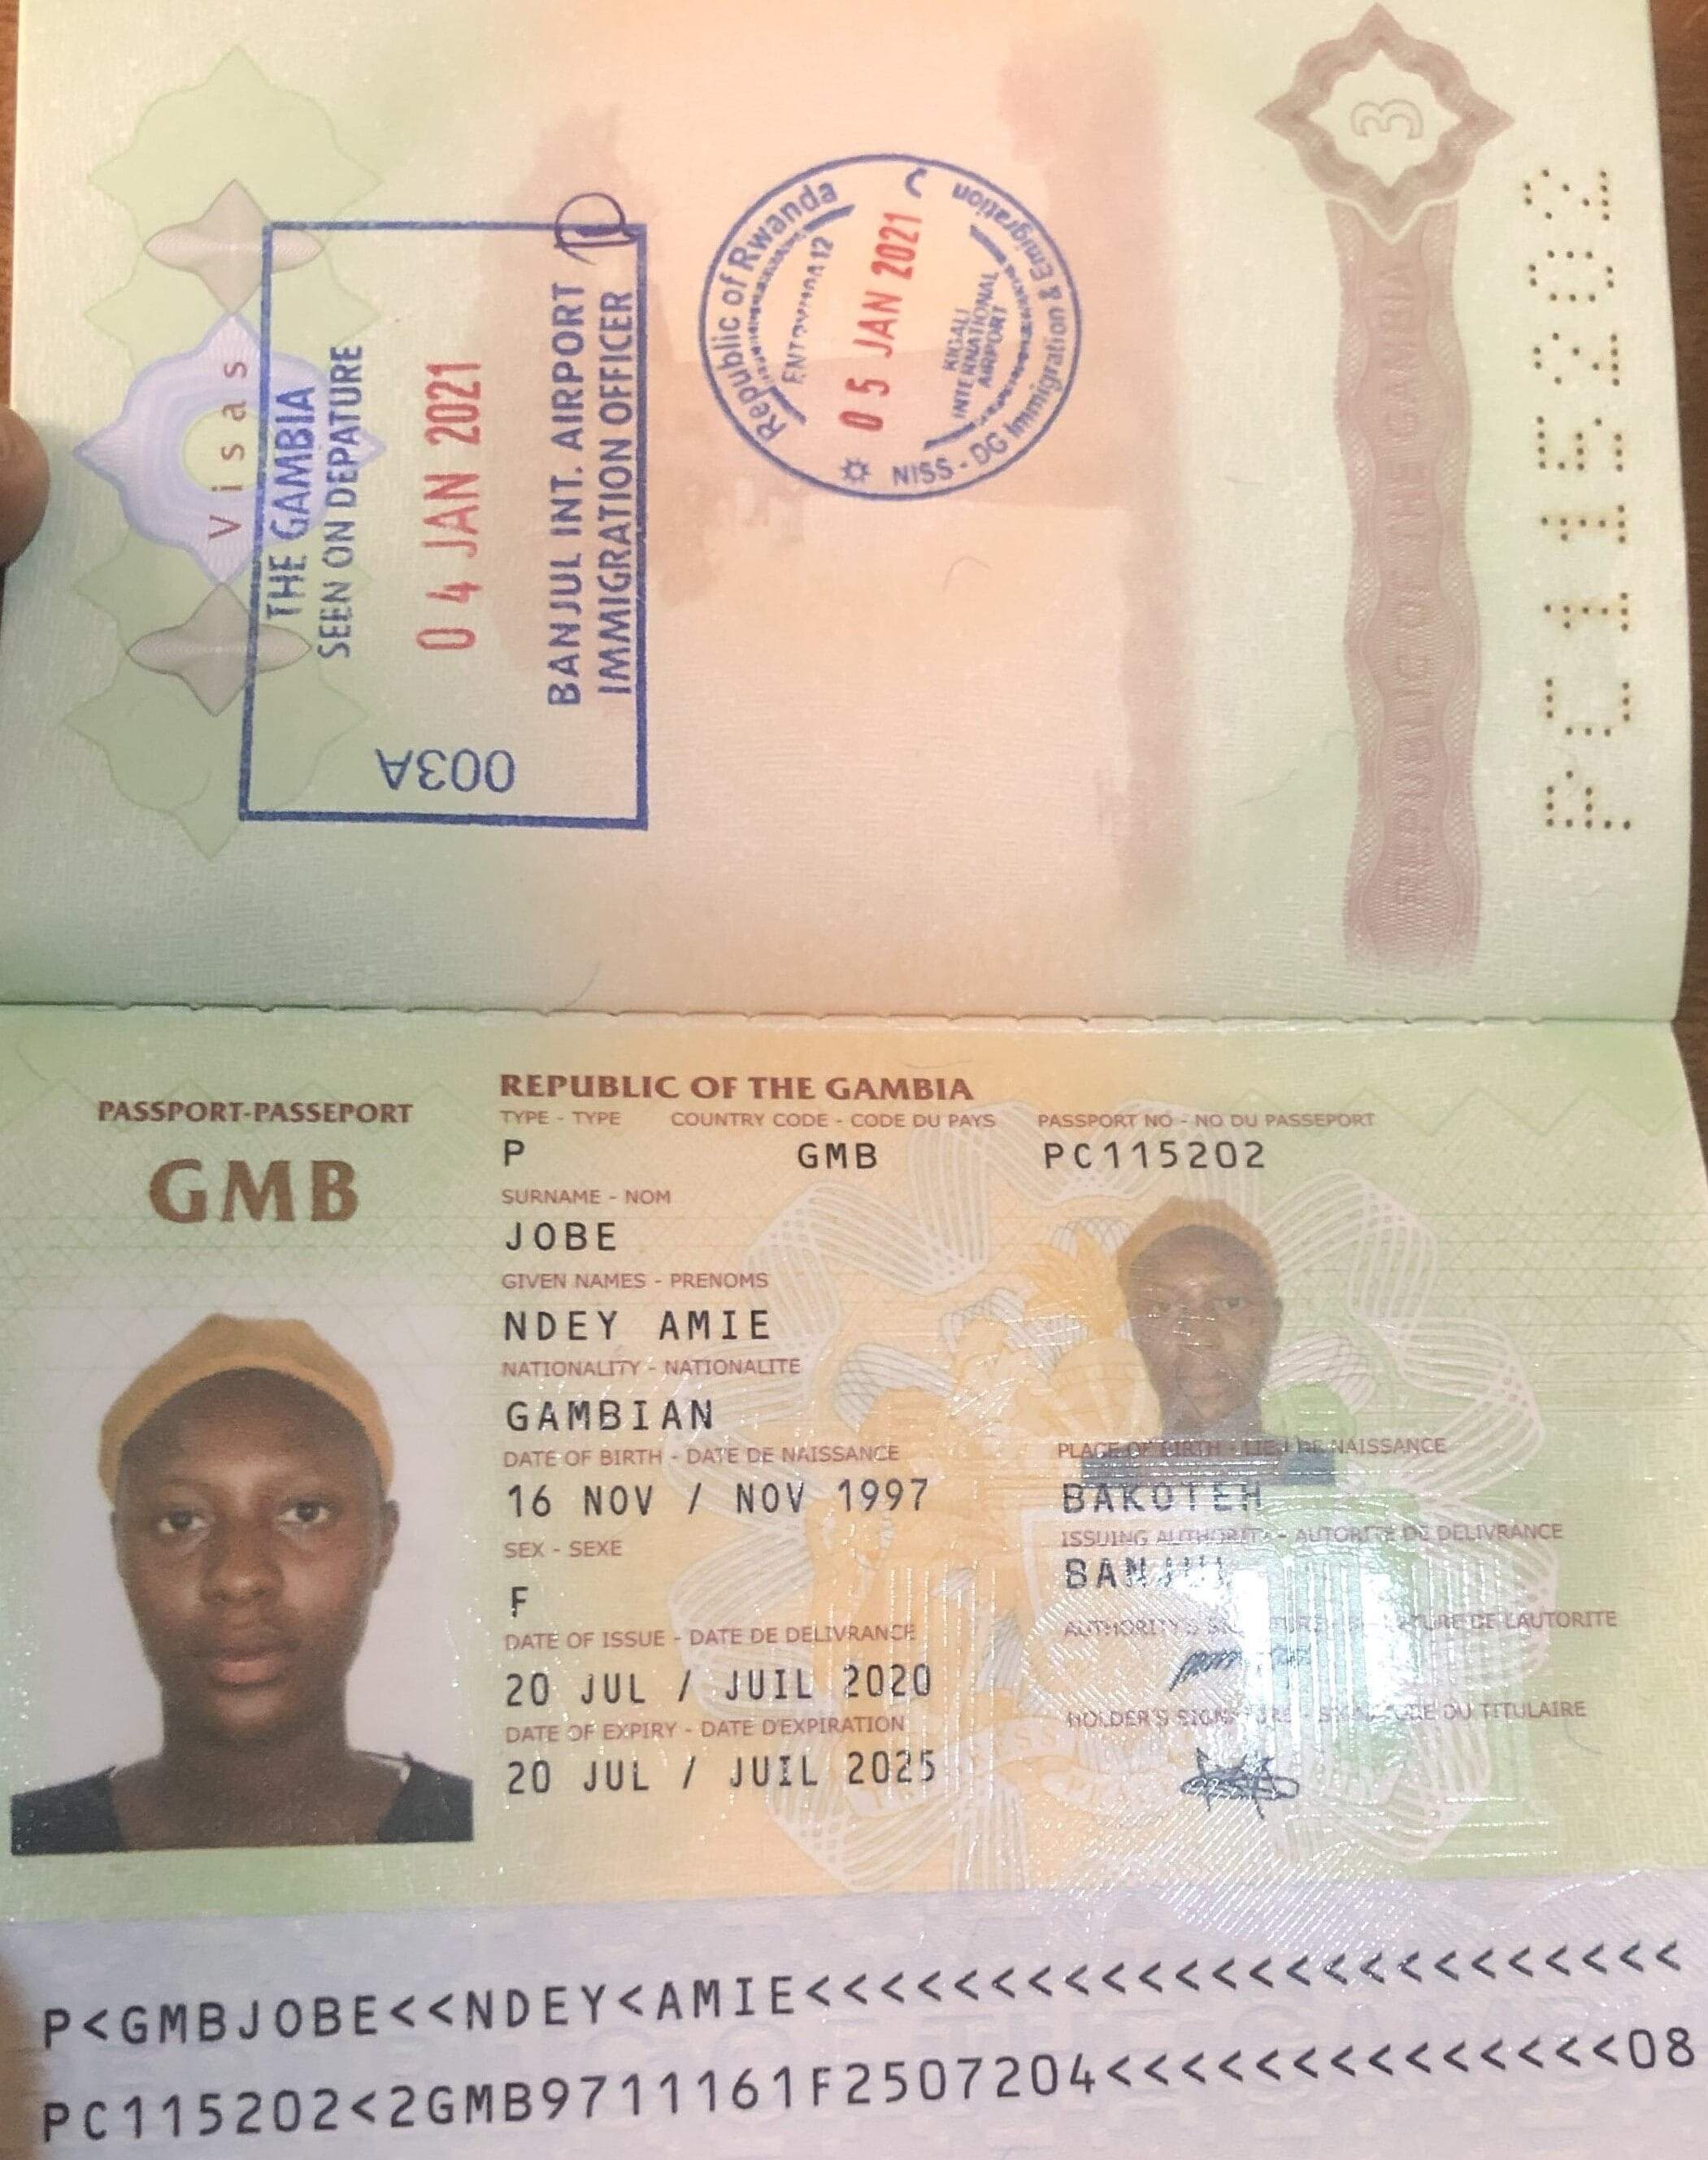 Visas
THE GAMBIA
SEEN ON DEPATURE
0 4 JAN 2021
BANJUL INT. AIRPORT
IMMIGRATION OFFICER
003A
Republic of Rwanda
0 5 JAN 2021
KIGALI
INTERNATIONAL
AIRPORT
NISS - DG Immigration & Emigration
3
REPUBLIC OF THE GAMBIA
PC115202
PASSPORT-PASSEPORT
GMB
REPUBLIC OF THE GAMBIA
TYPE - TYPE COUNTRY CODE - CODE DU PAYS PASSPORT NO - NO DU PASSEPORT
P GMB PC115202
SURNAME - NOM
JOBE
GIVEN NAMES - PRENOMS
NDEY AMIE
NATIONALITY - NATIONALITE
GAMBIAN
DATE OF BIRTH - DATE DE NAISSANCE PLACE OF BIRTH - LIEU DE NAISSANCE
16 NOV / NOV 1997 BAKOTEH
SEX - SEXE ISSUING AUTHORITY - AUTORITE DE DELIVRANCE
F BANJUL
DATE OF ISSUE - DATE DE DELIVRANCE AUTHORITY'S SIGNATURE - SIGNATURE DE L'AUTORITE
20 JUL / JUIL 2020
DATE OF EXPIRY - DATE D'EXPIRATION HOLDER'S SIGNATURE - SIGNATURE DU TITULAIRE
20 JUL / JUIL 2025
P<GMBJOBE<<NDEY<AMIE<<<<<<<<<<<<<<<<<<<<<<<<
PC115202<2GMB9711161F2507204<<<<<<<<<<<<<<08